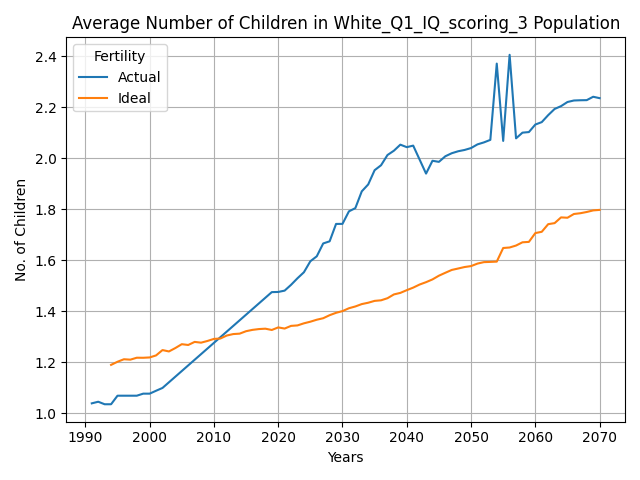 Average Number of Children in White_Q1_IQ_scoring_3 Population
Fertility
Actual
Ideal
No. of Children
2.4
2.2
2.0
1.8
1.6
1.4
1.2
1.0
1990 2000 2010 2020 2030 2040 2050 2060 2070
Years